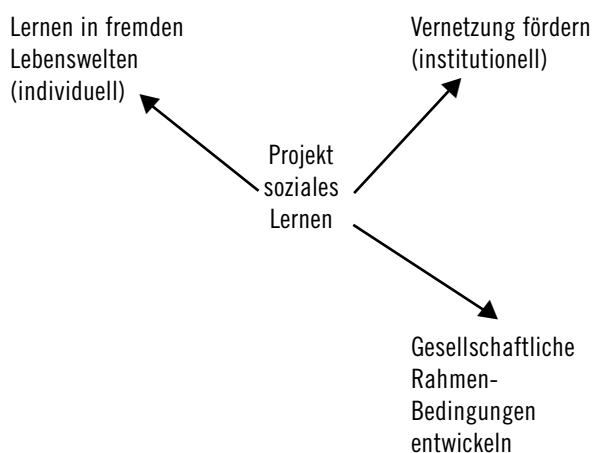 Lernen in fremden
Lebenswelten
(individuell)
Vernetzung fördern
(institutionell)
Projekt
soziales
Lernen
Gesellschaftliche
Rahmen-
Bedingungen
entwickeln